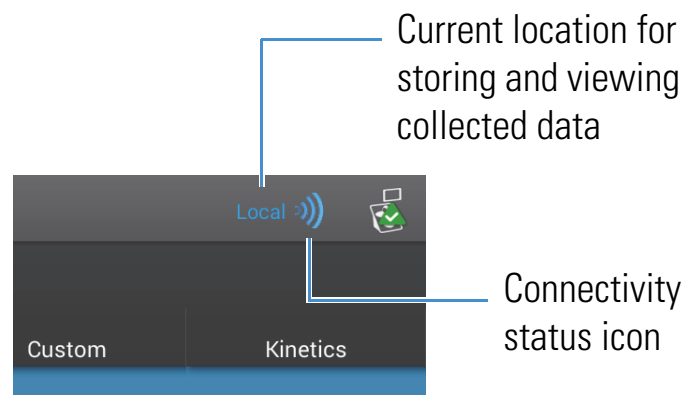 Current location for
storing and viewing
collected data
Local
Connectivity
status icon
Custom
Kinetics